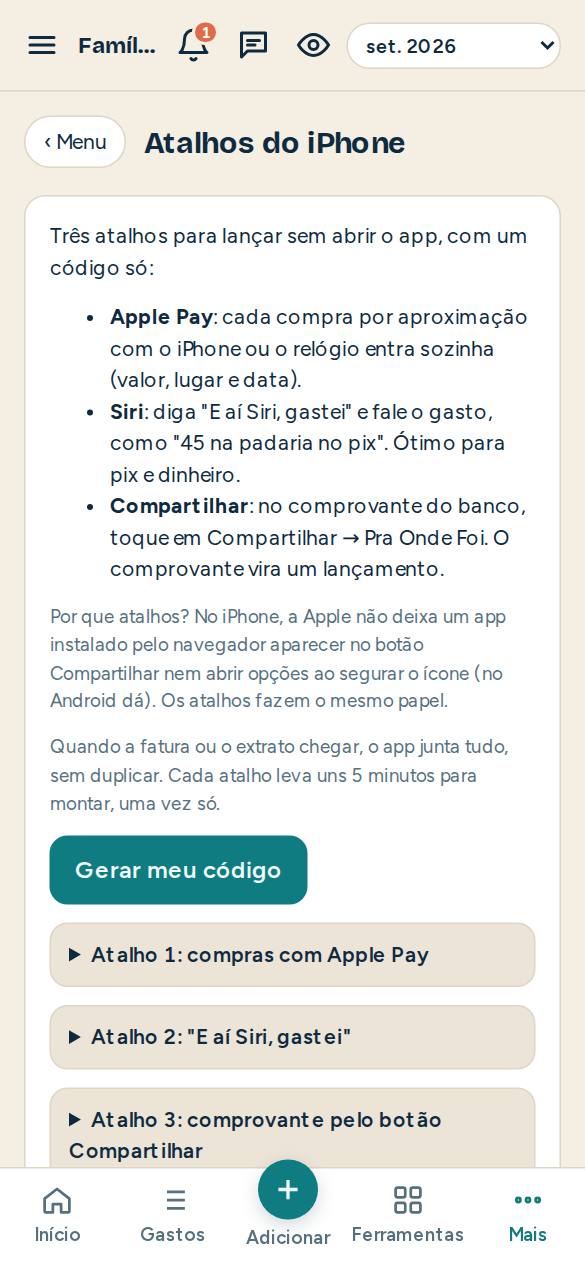 Famíl...
1
set. 2026
‹ Menu
Atalhos do iPhone
Três atalhos para lançar sem abrir o app, com um
código só:
• Apple Pay: cada compra por aproximação
com o iPhone ou o relógio entra sozinha
(valor, lugar e data).
• Siri: diga "E aí Siri, gastei" e fale o gasto,
como "45 na padaria no pix". Ótimo para
pix e dinheiro.
• Compartilhar: no comprovante do banco,
toque em Compartilhar → Pra Onde Foi. O
comprovante vira um lançamento.
Por que atalhos? No iPhone, a Apple não deixa um app
instalado pelo navegador aparecer no botão
Compartilhar nem abrir opções ao segurar o ícone (no
Android dá). Os atalhos fazem o mesmo papel.
Quando a fatura ou o extrato chegar, o app junta tudo,
sem duplicar. Cada atalho leva uns 5 minutos para
montar, uma vez só.
Gerar meu código
▶ Atalho 1: compras com Apple Pay
▶ Atalho 2: "E aí Siri, gastei"
▶ Atalho 3: comprovante pelo botão
Compartilhar
Início
Gastos
Adicionar
Ferramentas
Mais